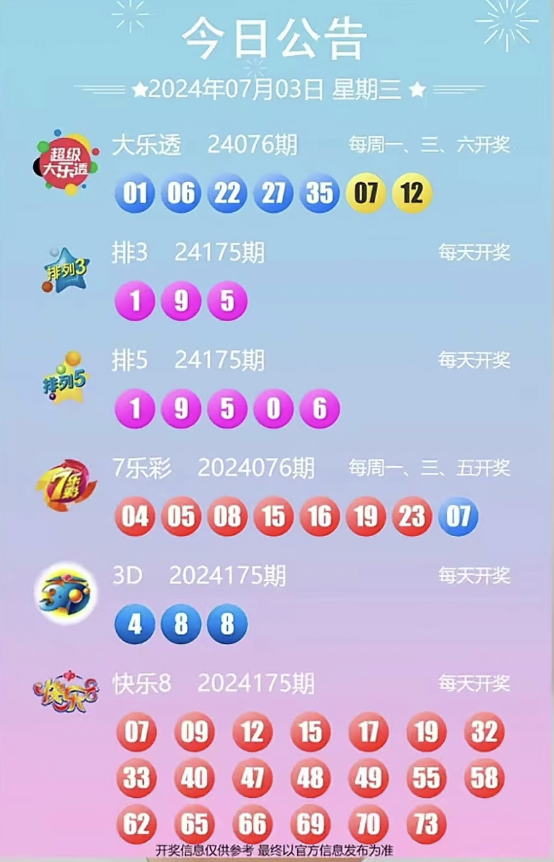 今日公告
★2024年07月03日 星期三★
超级
大乐透
大乐透 24076期 每周一、三、六开奖
01 06 22 27 35 07 12
排列3
排3 24175期 每天开奖
1 9 5
排列5
排5 24175期 每天开奖
1 9 5 0 6
7乐彩
7乐彩 2024076期 每周一、三、五开奖
04 05 08 15 16 19 23 07
3D 2024175期 每天开奖
4 8 8
快乐8
快乐8 2024175期 每天开奖
07 09 12 15 17 19 32
33 40 47 48 49 55 58
62 65 66 69 70 73
开奖信息仅供参考 最终以官方信息发布为准